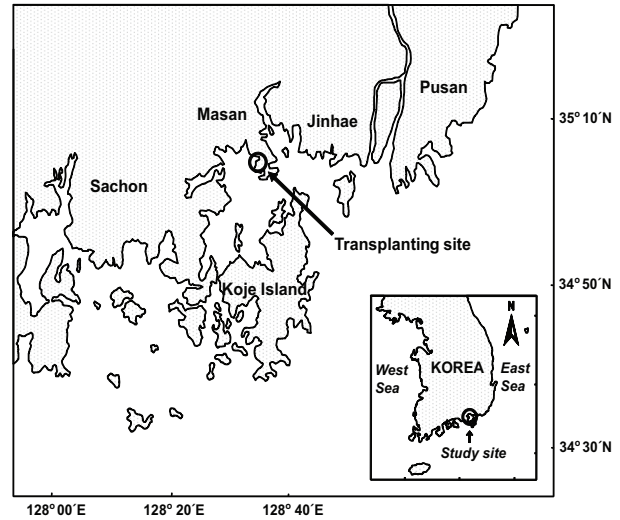 Pusan
Masan
Jinhae
35° 10´N
Sachon
Transplanting site
Koje Island
34° 50´N
N
West
Sea
KOREA
East
Sea
Study site
34° 30´N
128° 00´E
128° 20´E
128° 40´E